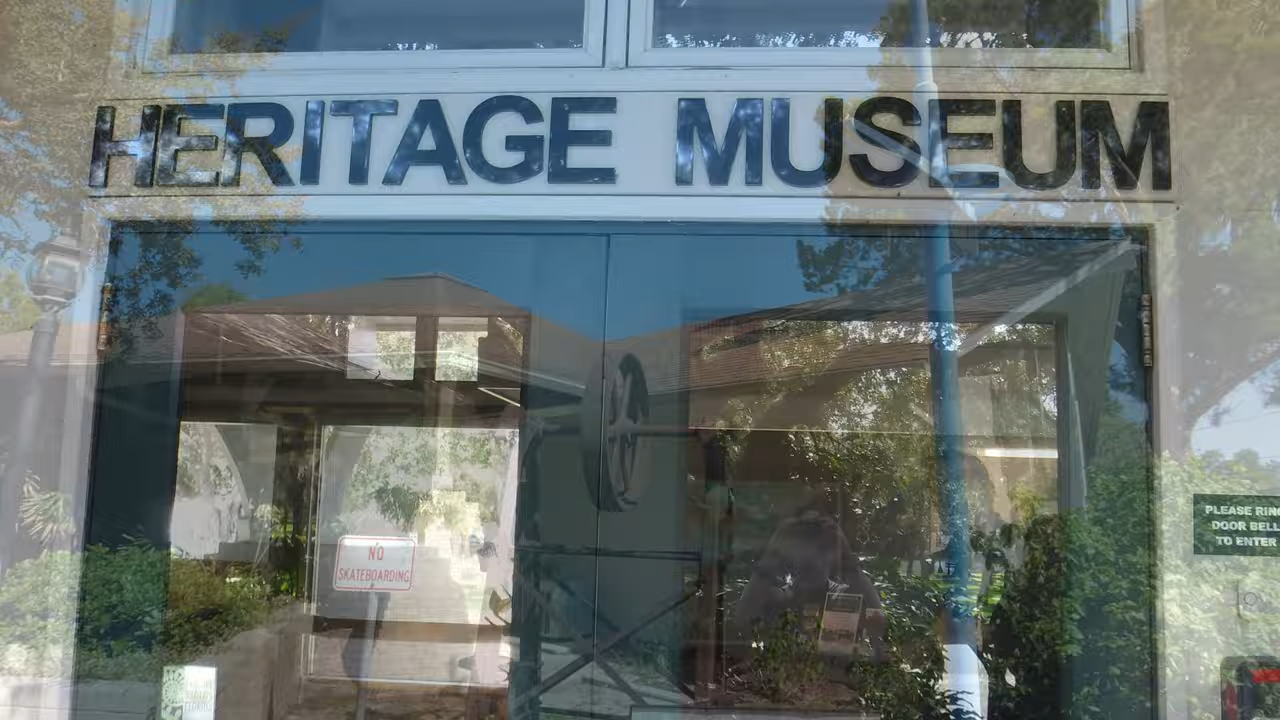 HERITAGE MUSEUM
NO
SKATEBOARDING
PLEASE RING
DOOR BELL
TO ENTER